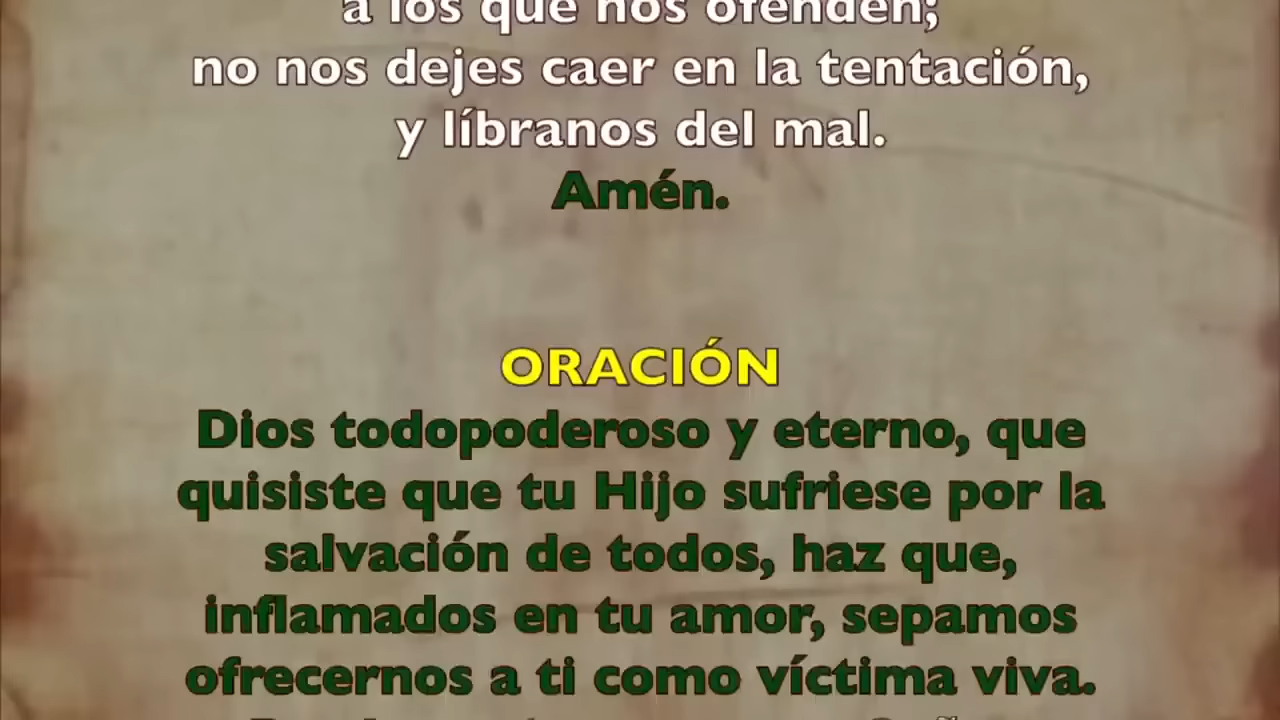 a los que nos ofenden;
no nos dejes caer en la tentación,
y líbranos del mal.
Amén.
ORACIÓN
Dios todopoderoso y eterno, que
quisiste que tu Hijo sufriese por la
salvación de todos, haz que,
inflamados en tu amor, sepamos
ofrecernos a ti como víctima viva.